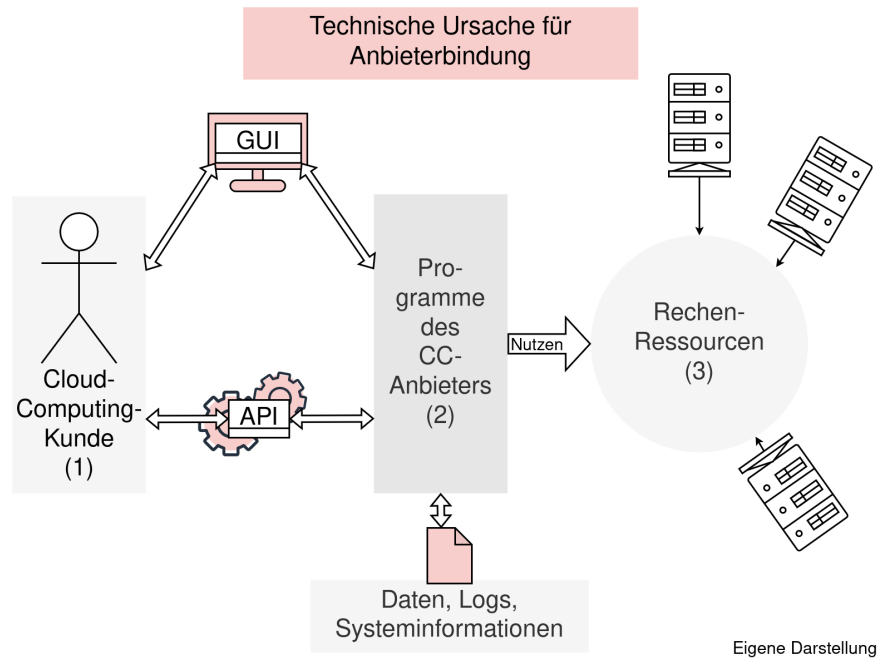 Technische Ursache für
Anbieterbindung
GUI
Cloud-
Computing-
Kunde
(1)
API
Pro-
gramme
des
CC-
Anbieters
(2)
Nutzen
Rechen-
Ressourcen
(3)
Daten, Logs,
Systeminformationen
Eigene Darstellung